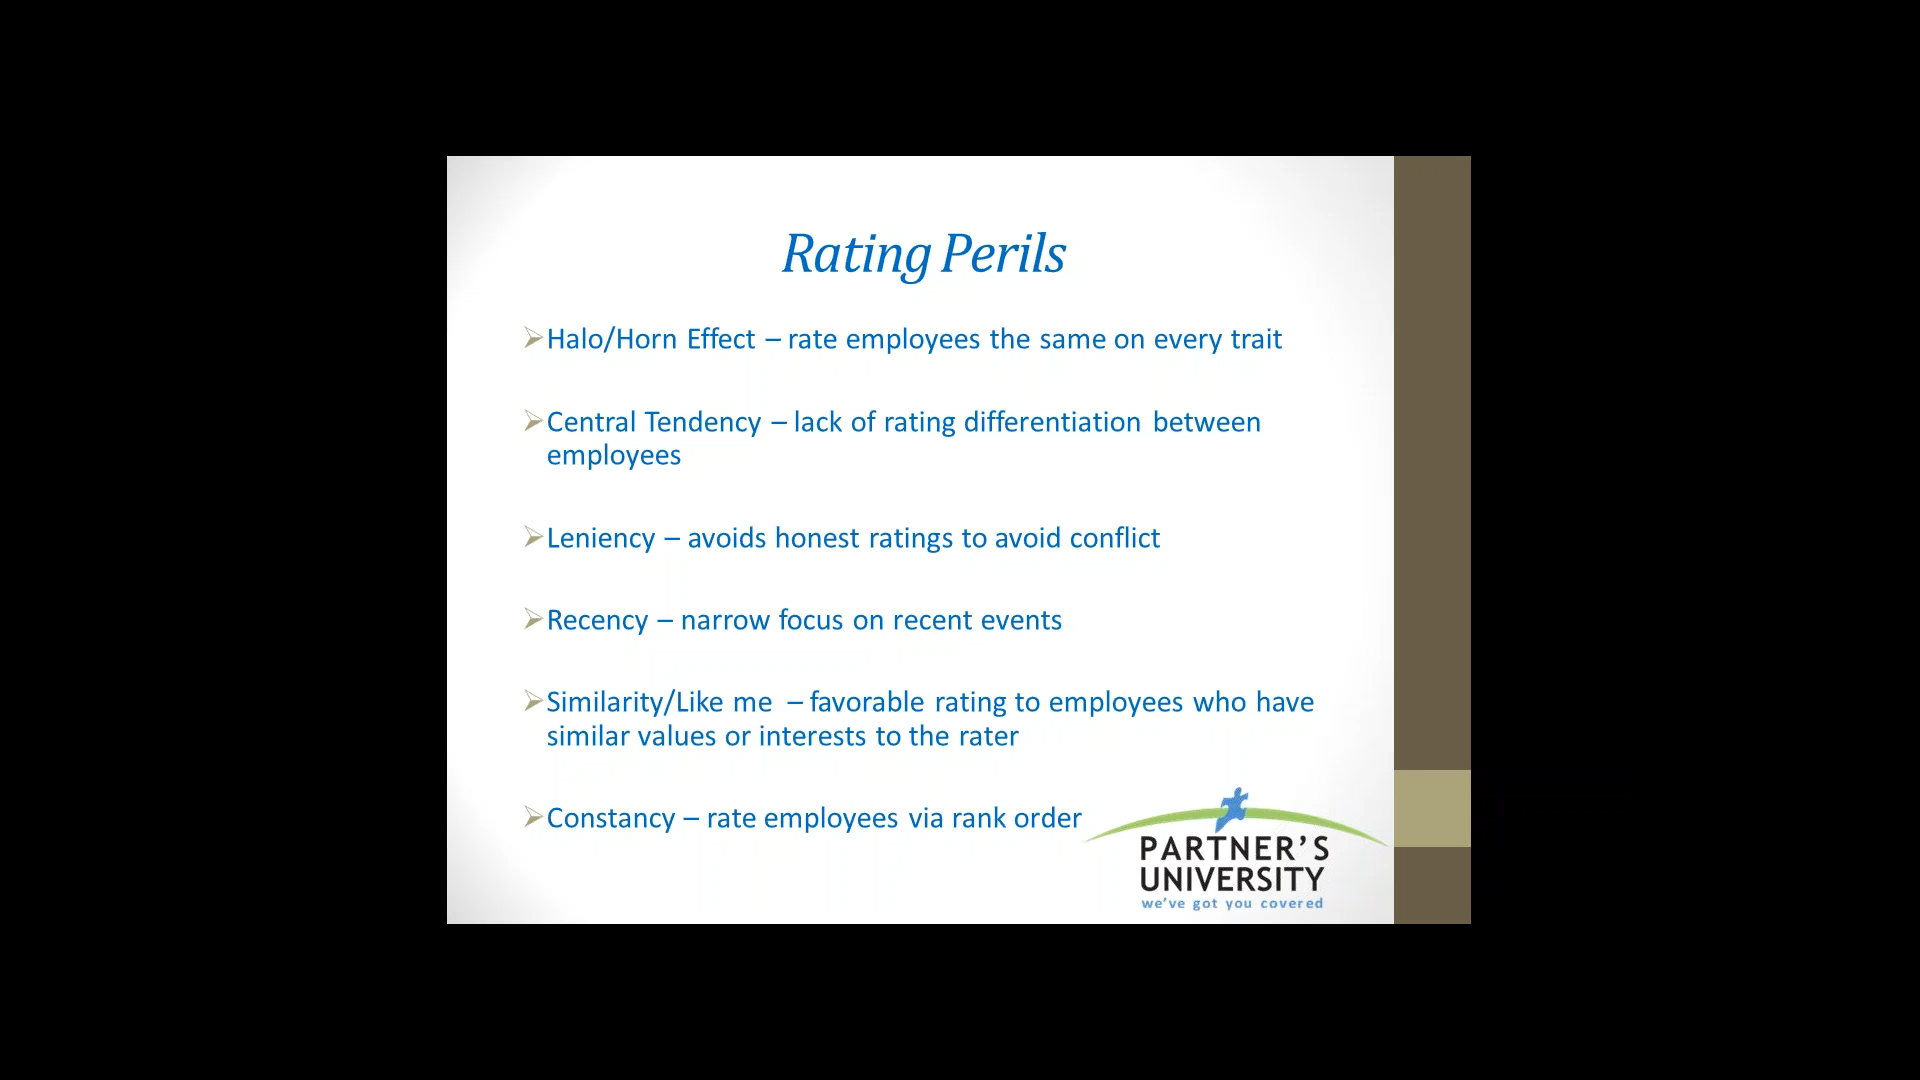 Rating Perils
Halo/Horn Effect – rate employees the same on every trait
Central Tendency – lack of rating differentiation between
employees
Leniency – avoids honest ratings to avoid conflict
Recency – narrow focus on recent events
Similarity/Like me – favorable rating to employees who have
similar values or interests to the rater
Constancy – rate employees via rank order
PARTNER'S
UNIVERSITY
we've got you covered